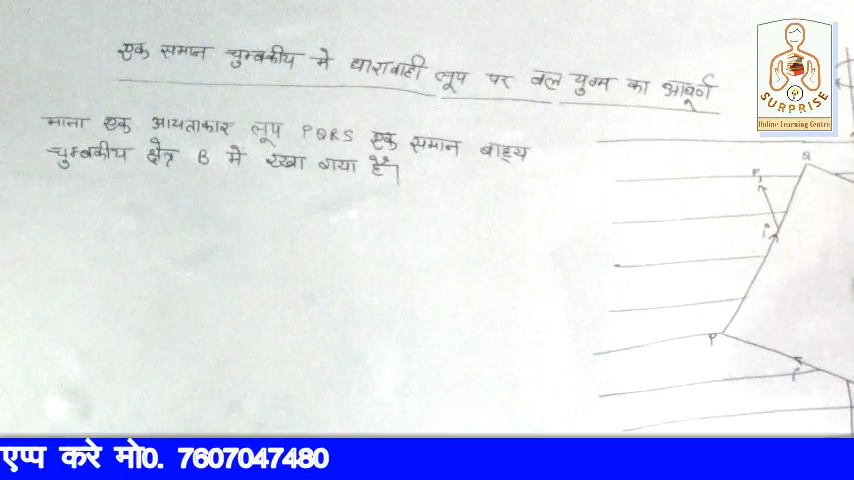 एक समान चुम्बकीय मे धारावाही लूप पर बल युग्म का आघूर्ण
माना एक आयताकार लूप PQRS एक समान बाह्य
चुम्बकीय क्षेत्र B में रखा गया है।
SURPRISE
Online Learning Centre
Q
F₃
i
P
i
एप्प करे मो0. 7607047480